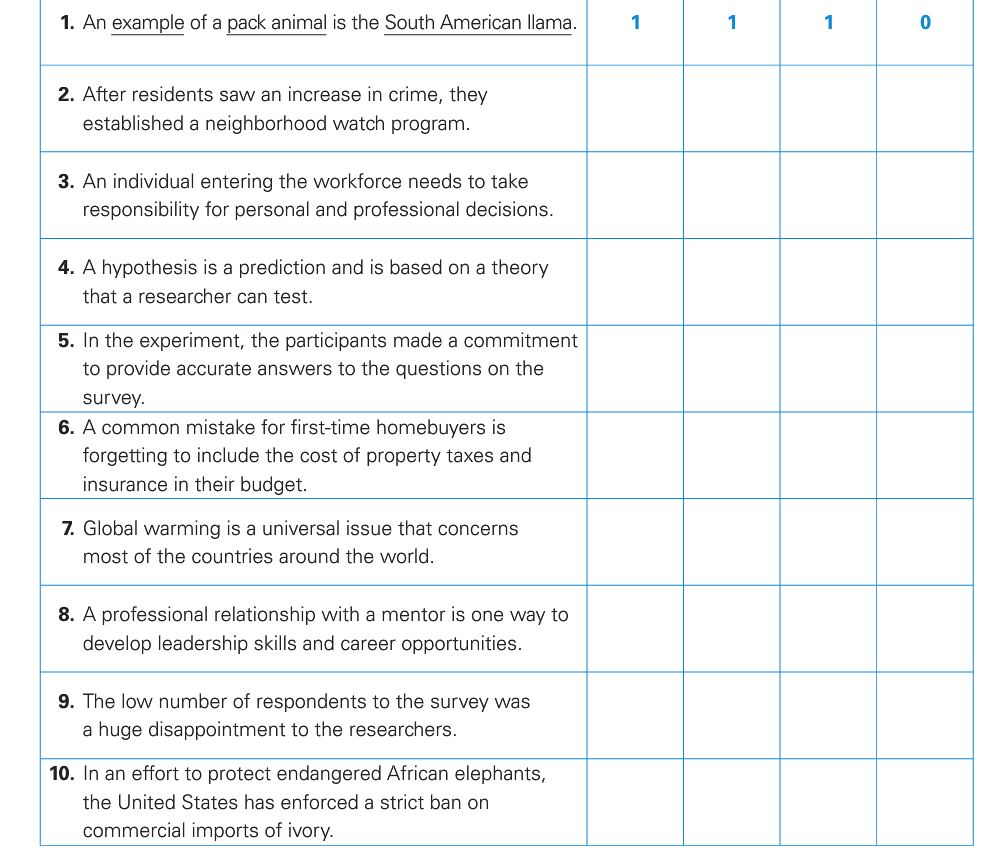 1. An example of a pack animal is the South American llama. 1 1 1 0
2. After residents saw an increase in crime, they
established a neighborhood watch program.
3. An individual entering the workforce needs to take
responsibility for personal and professional decisions.
4. A hypothesis is a prediction and is based on a theory
that a researcher can test.
5. In the experiment, the participants made a commitment
to provide accurate answers to the questions on the
survey.
6. A common mistake for first-time homebuyers is
forgetting to include the cost of property taxes and
insurance in their budget.
7. Global warming is a universal issue that concerns
most of the countries around the world.
8. A professional relationship with a mentor is one way to
develop leadership skills and career opportunities.
9. The low number of respondents to the survey was
a huge disappointment to the researchers.
10. In an effort to protect endangered African elephants,
the United States has enforced a strict ban on
commercial imports of ivory.